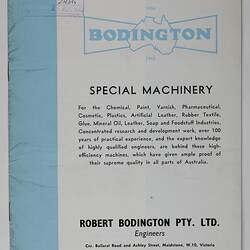 BODINGTON
SPECIAL MACHINERY
For the Chemical, Paint, Varnish, Pharmaceutical,
Cosmetic, Plastics, Artificial Leather, Rubber Textile,
Glue, Mineral Oil, Leather, Soap and Foodstuff Industries.
Concentrated research and development work, over 100
years of practical experience, and the expert knowledge
of highly qualified engineers, are behind these high-
efficiency machines, which have given ample proof of
their supreme quality in all parts of Australia.
ROBERT BODINGTON PTY. LTD.
Engineers
Cnr. Ballarat Road and Ashley Street, Maidstone, W.10, Victoria